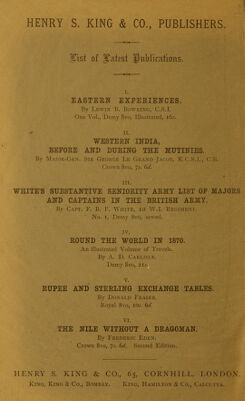 HENRY S. KING & CO., PUBLISHERS.
List of Latest Publications.
I.
EASTERN EXPERIENCES.
By LEWIN B. BOWRING, C.S.I.
One Vol., Demy 8vo, Illustrated, 16s.
II.
WESTERN INDIA,
BEFORE AND DURING THE MUTINIES.
By MAJOR-GEN. SIR GEORGE LE GRAND JACOB, K.C.S.I., C.B.
Crown 8vo, 7s. 6d.
III.
WHITE'S SUBSTANTIVE SENIORITY ARMY LIST OF MAJORS
AND CAPTAINS IN THE BRITISH ARMY.
By CAPT. F. B. P. WHITE, 1st W.I. REGIMENT.
No. 1, Demy 8vo, sewed.
IV.
ROUND THE WORLD IN 1870.
An Illustrated Volume of Travels.
By A. D. CARLISLE.
Demy 8vo,
V.
RUPEE AND STERLING EXCHANGE TABLES.
By DONALD FRASER.
Royal 8vo, 10s. 6d.
VI.
THE NILE WITHOUT A DRAGOMAN.
By FREDERIC EDEN.
Crown 8vo, 7s. 6d. Second Edition.
HENRY S. KING & CO., 65, CORNHILL, LONDON.
KING, KING & CO., BOMBAY. KING, HAMILTON & CO., CALCUTTA.